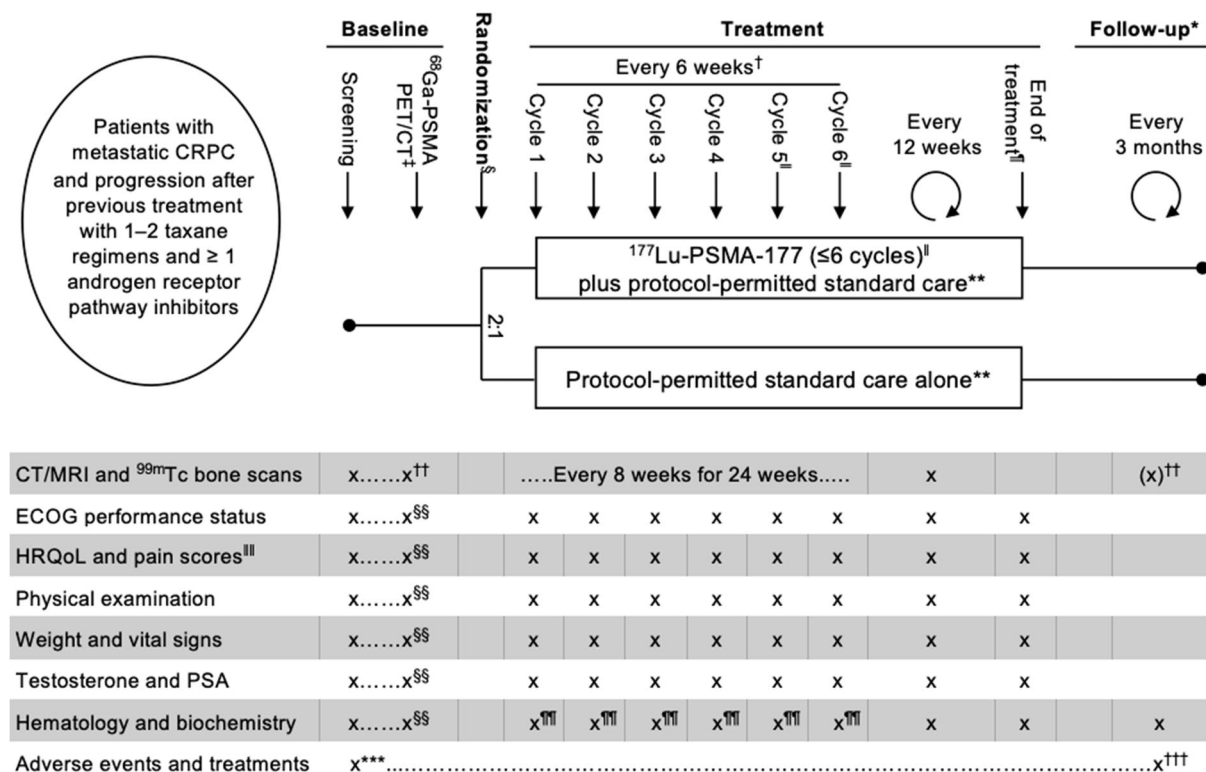 Baseline
Randomization§
Treatment
Follow-up*
Screening
⁶⁸Ga-PSMA
PET/CT‡
Every 6 weeks†
Cycle 1
Cycle 2
Cycle 3
Cycle 4
Cycle 5‖
Cycle 6‖
Every
12 weeks
End of
treatment¶
Every
3 months
Patients with
metastatic CRPC
and progression after
previous treatment
with 1–2 taxane
regimens and ≥ 1
androgen receptor
pathway inhibitors
2:1
¹⁷⁷Lu-PSMA-177 (≤6 cycles)‖
plus protocol-permitted standard care**
Protocol-permitted standard care alone**
CT/MRI and ⁹⁹ᵐTc bone scans x......x†† .....Every 8 weeks for 24 weeks..... x (x)††
ECOG performance status x......x§§ x x x x x x x x
HRQoL and pain scores‖‖ x......x§§ x x x x x x x x
Physical examination x......x§§ x x x x x x x x
Weight and vital signs x......x§§ x x x x x x x x
Testosterone and PSA x......x§§ x x x x x x x x
Hematology and biochemistry x......x§§ x¶¶ x¶¶ x¶¶ x¶¶ x¶¶ x¶¶ x x x
Adverse events and treatments x***..........................................................................................x†††